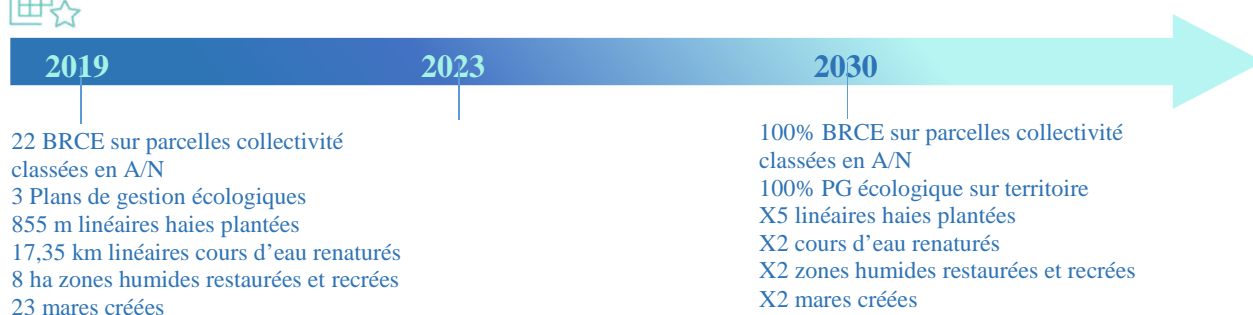 2019
2023
2030
22 BRCE sur parcelles collectivité
classées en A/N
3 Plans de gestion écologiques
855 m linéaires haies plantées
17,35 km linéaires cours d’eau renaturés
8 ha zones humides restaurées et recrées
23 mares créées
100% BRCE sur parcelles collectivité
classées en A/N
100% PG écologique sur territoire
X5 linéaires haies plantées
X2 cours d’eau renaturés
X2 zones humides restaurées et recrées
X2 mares créées